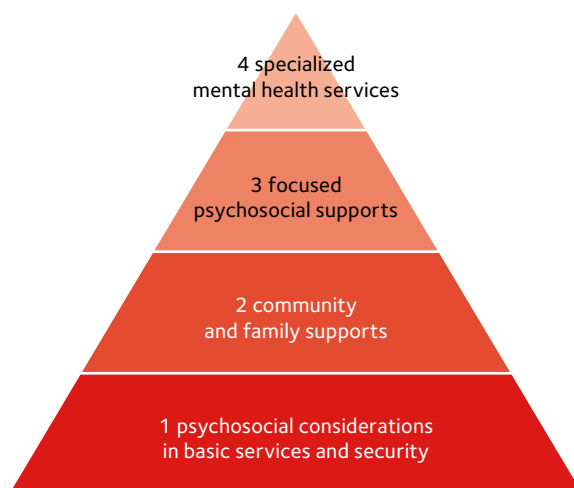 4 specialized
mental health services
3 focused
psychosocial supports
2 community
and family supports
1 psychosocial considerations
in basic services and security